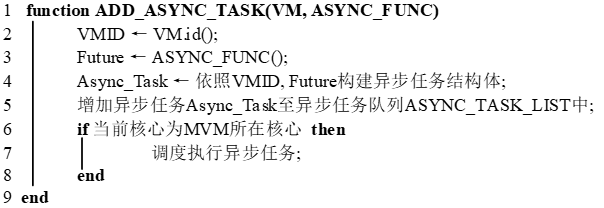 1 function ADD_ASYNC_TASK(VM, ASYNC_FUNC)
2 VMID ← VM.id();
3 Future ← ASYNC_FUNC();
4 Async_Task ← 依照VMID, Future构建异步任务结构体;
5 增加异步任务Async_Task至异步任务队列ASYNC_TASK_LIST中;
6 if 当前核心为MVM所在核心 then
7 调度执行异步任务;
8 end
9 end